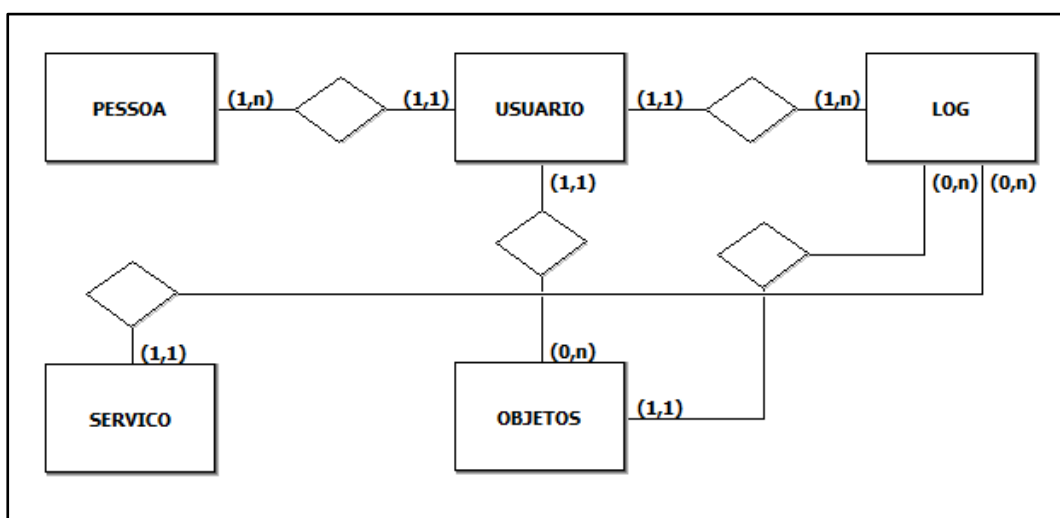 PESSOA (1,n) (1,1) USUARIO (1,1) (1,n) LOG
(1,1) (0,n) (0,n)
(1,1) (0,n)
SERVICO OBJETOS (1,1)